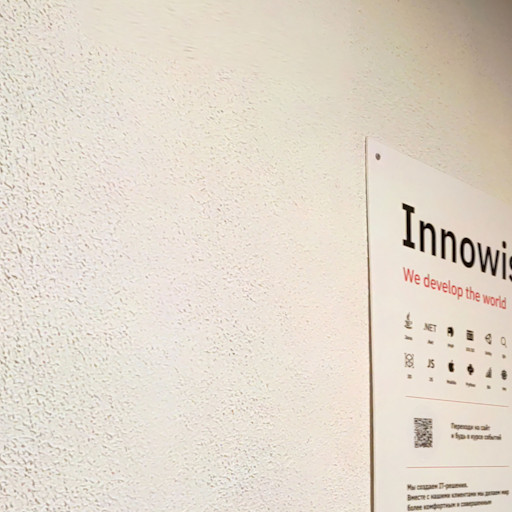 Innowis
We develop the world
.NET
JS
Python
Переходи на сайт
и будь в курсе событий
Мы создаем IT-решения.
Вместе с нашими клиентами мы делаем мир
более комфортным и совершенным